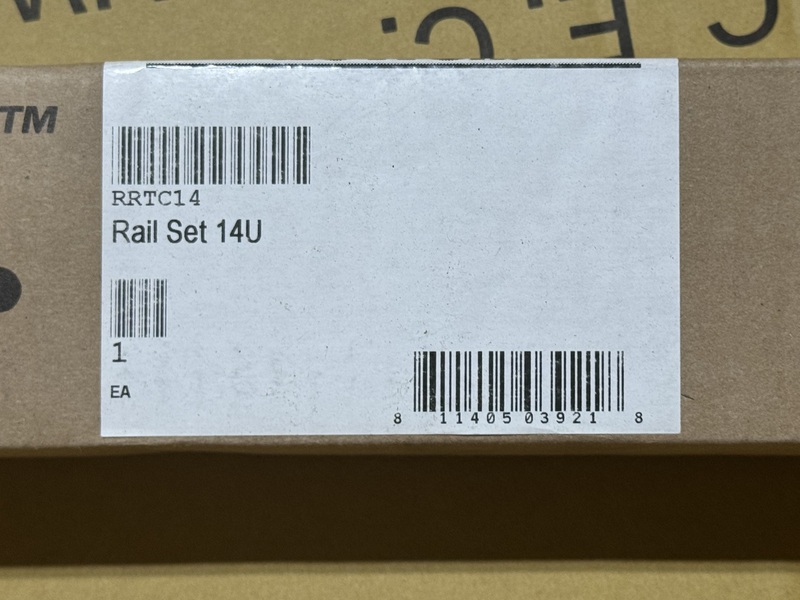 TM
RRTC14
Rail Set 14U
1
EA
8 11405 03921 8